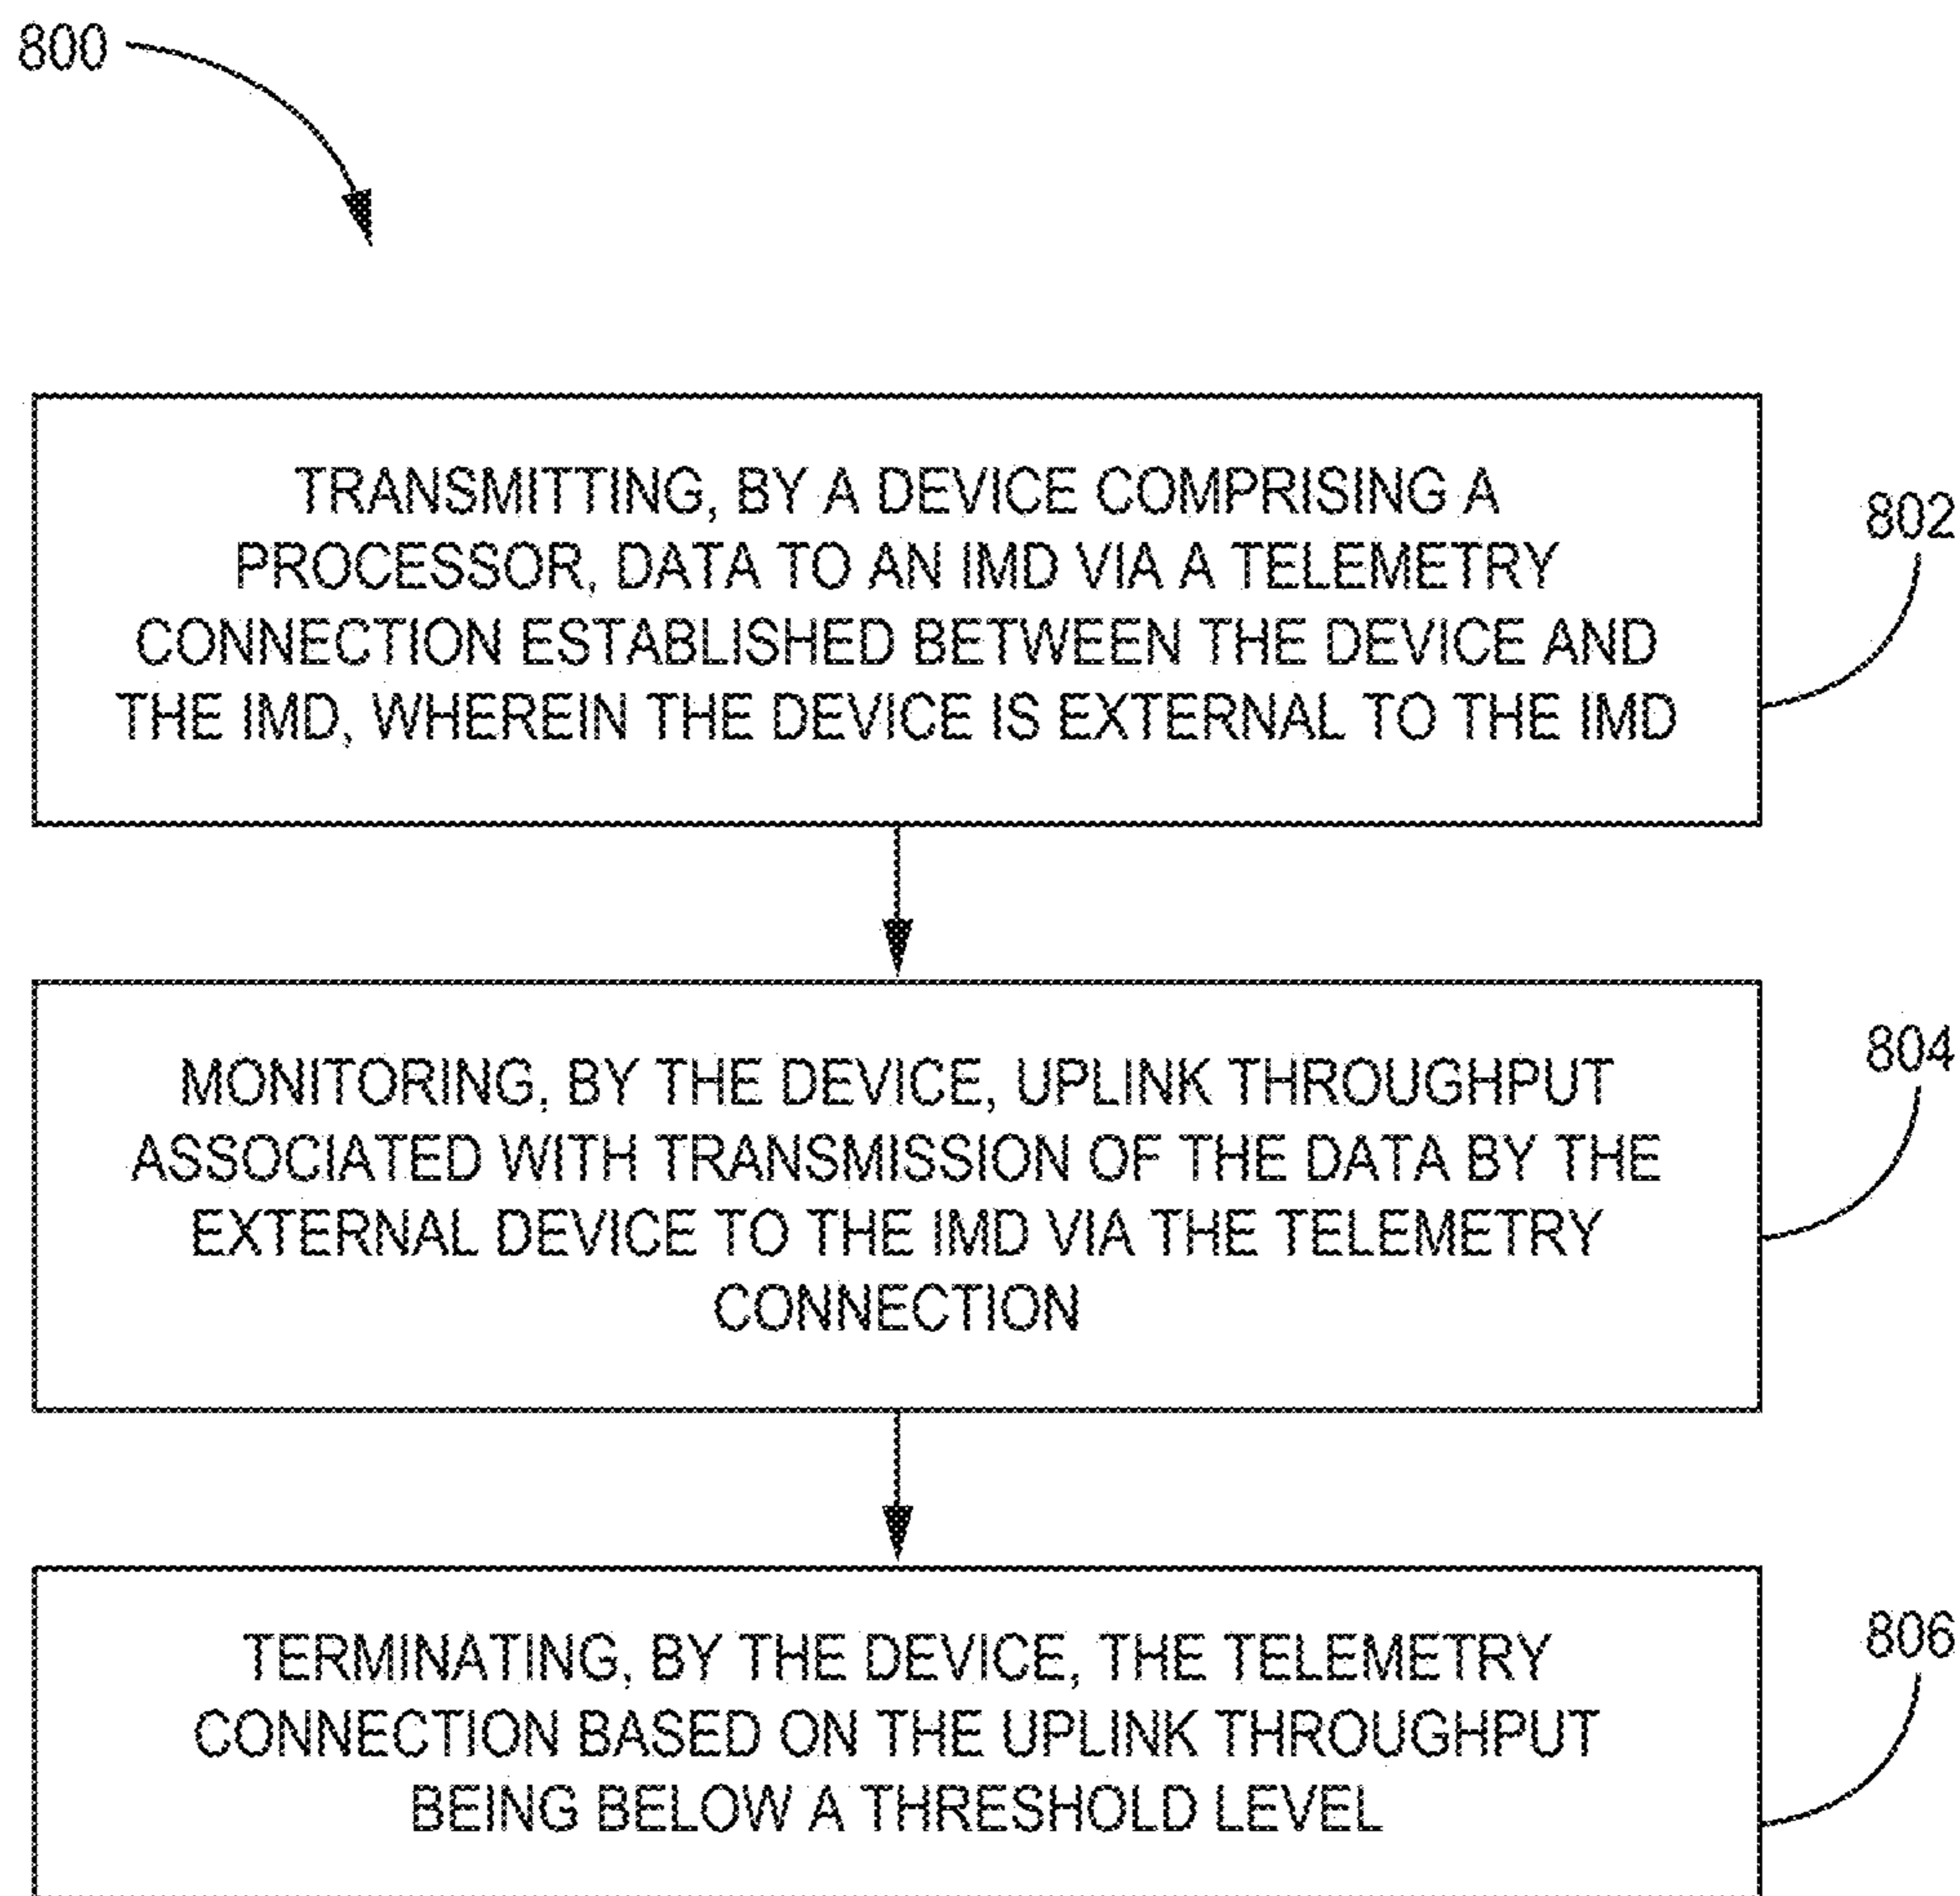 800
TRANSMITTING, BY A DEVICE COMPRISING A
PROCESSOR, DATA TO AN IMD VIA A TELEMETRY
CONNECTION ESTABLISHED BETWEEN THE DEVICE AND
THE IMD, WHEREIN THE DEVICE IS EXTERNAL TO THE IMD
802
MONITORING, BY THE DEVICE, UPLINK THROUGHPUT
ASSOCIATED WITH TRANSMISSION OF THE DATA BY THE
EXTERNAL DEVICE TO THE IMD VIA THE TELEMETRY
CONNECTION
804
TERMINATING, BY THE DEVICE, THE TELEMETRY
CONNECTION BASED ON THE UPLINK THROUGHPUT
BEING BELOW A THRESHOLD LEVEL
806